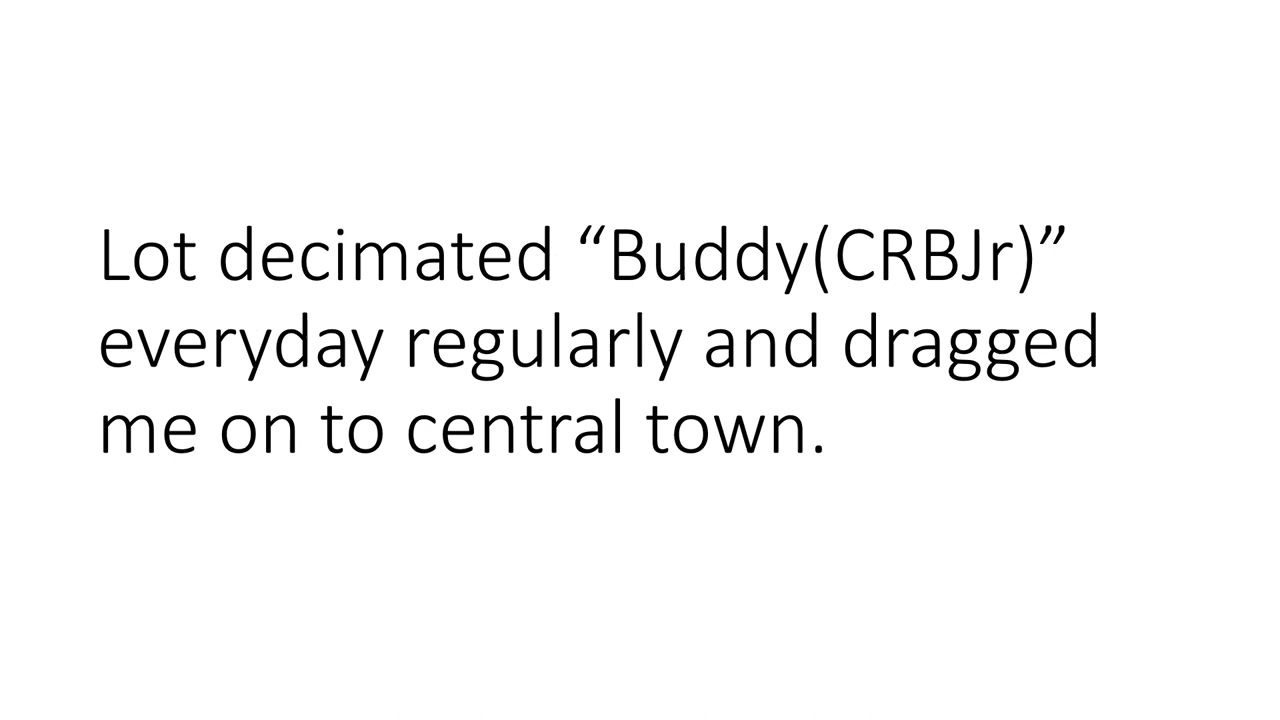 Lot decimated “Buddy(CRBJr)”
everyday regularly and dragged
me on to central town.